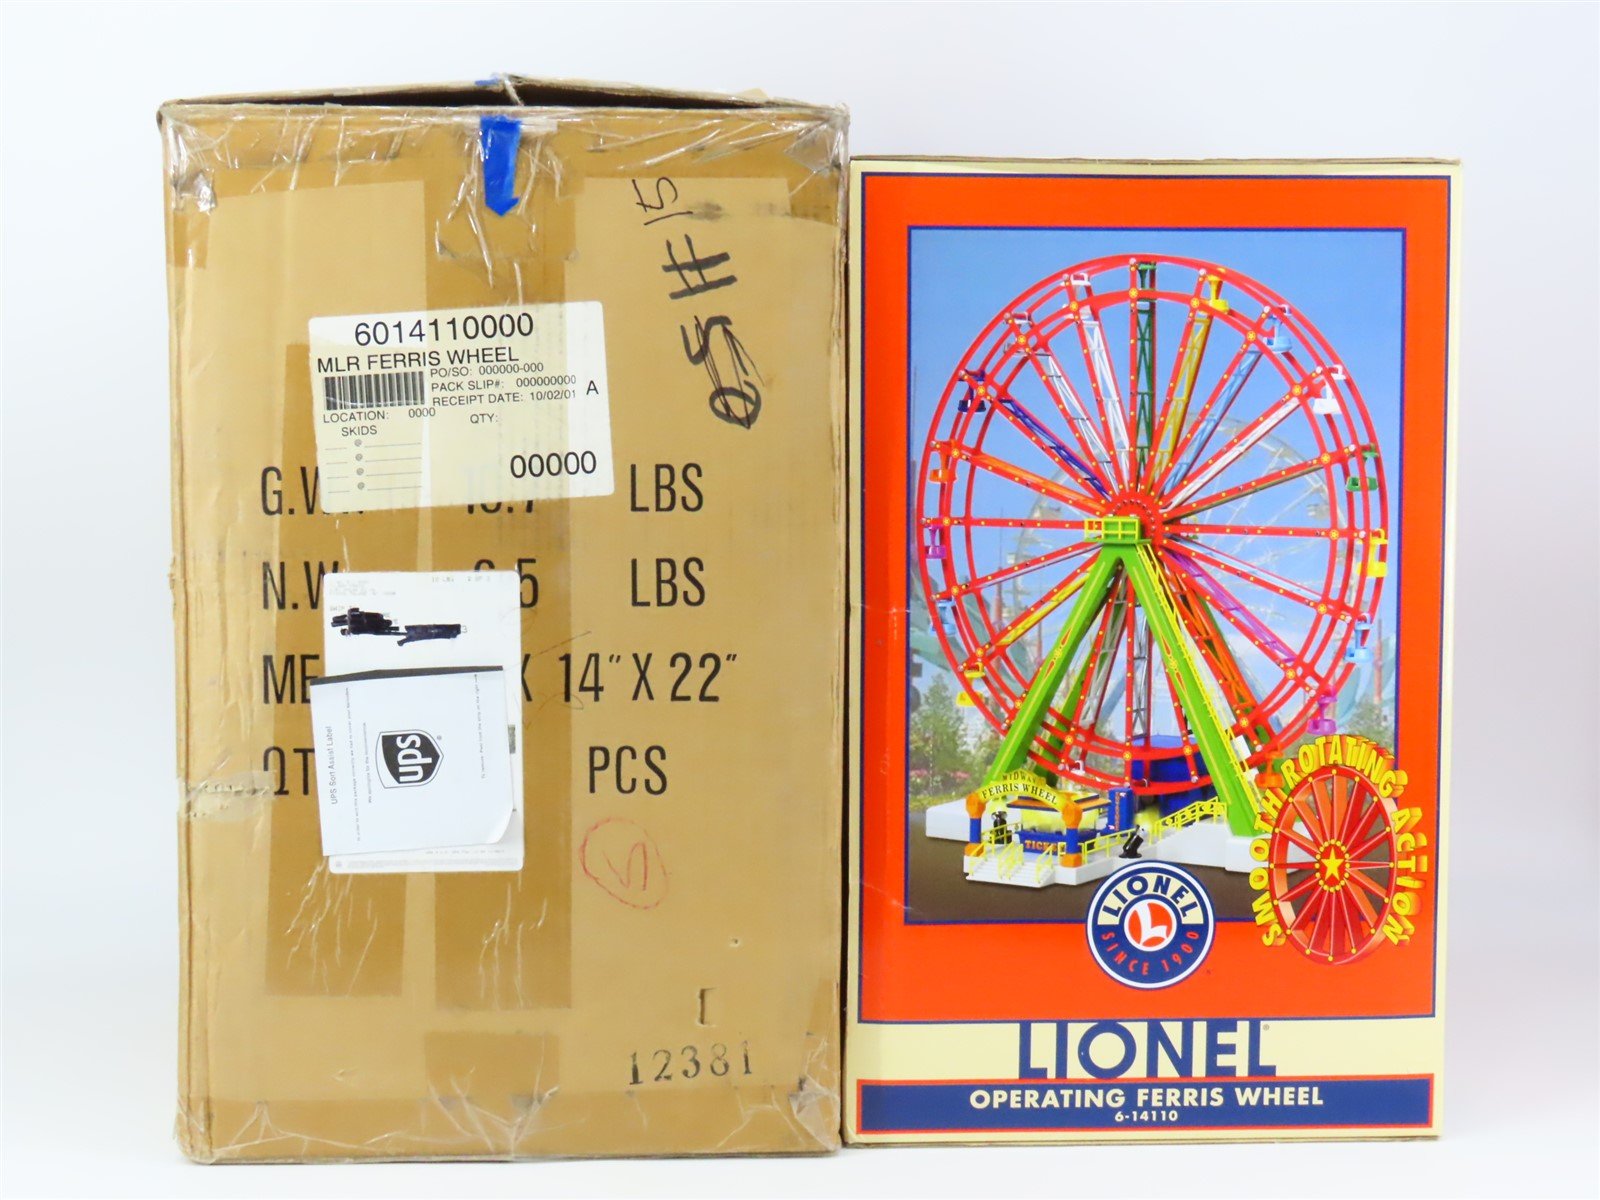 # 15
6014110000
MLR FERRIS WHEEL
PO/SO: 000000-000
PACK SLIP#: 000000000 A
RECEIPT DATE: 10/02/01
LOCATION: 0000 QTY:
SKIDS
@
@
@
@
00000
LBS
LBS
X 14" X 22"
PCS
UPS Sort Assist Label
ups
12381
MIDWAY
FERRIS WHEEL
SMOOTH ROTATING ACTION
LIONEL
L
SINCE 1900
LIONEL®
OPERATING FERRIS WHEEL
6-14110